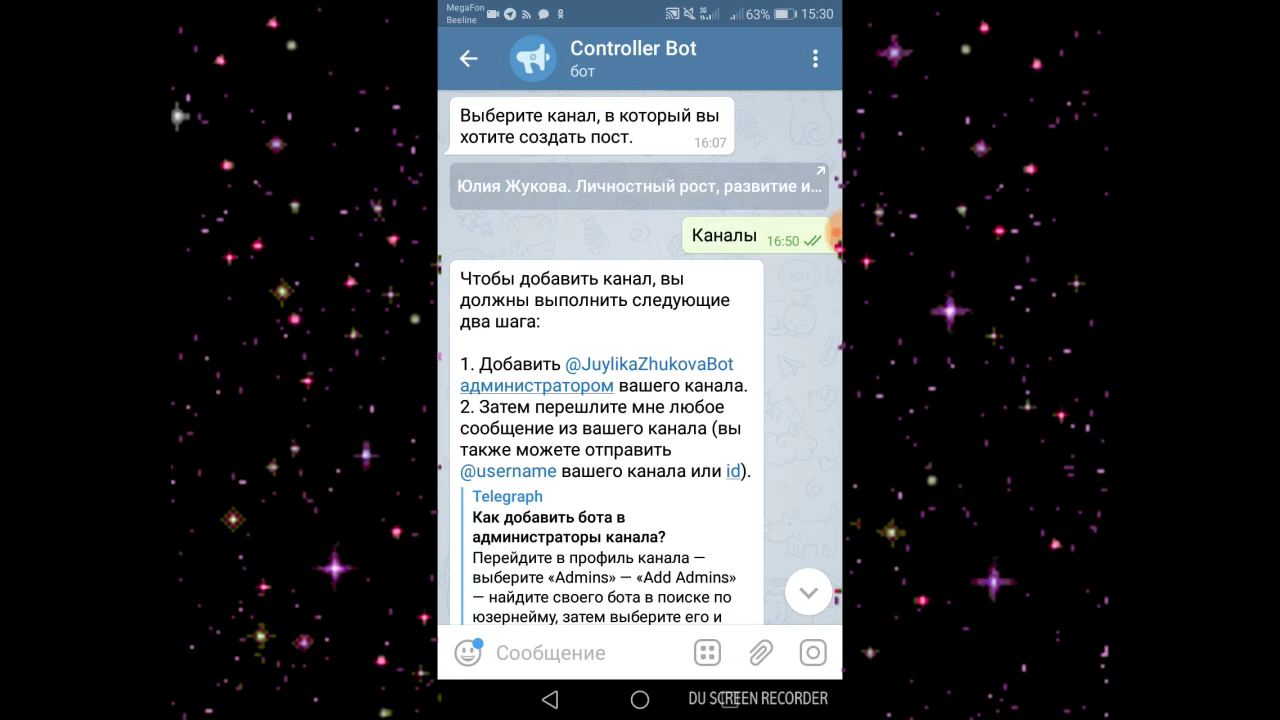 MegaFon
Beeline
3G
63%
15:30
Controller Bot
бот
Выберите канал, в который вы
хотите создать пост.
16:07
Юлия Жукова. Личностный рост, развитие и...
Каналы
16:50
Чтобы добавить канал, вы
должны выполнить следующие
два шага:
1. Добавить @JuylikaZhukovaBot
администратором вашего канала.
2. Затем перешлите мне любое
сообщение из вашего канала (вы
также можете отправить
@username вашего канала или id).
Telegraph
Как добавить бота в
администраторы канала?
Перейдите в профиль канала —
выберите «Admins» — «Add Admins»
— найдите своего бота в поиске по
юзернейму, затем выберите его и
Сообщение
DU SCREEN RECORDER